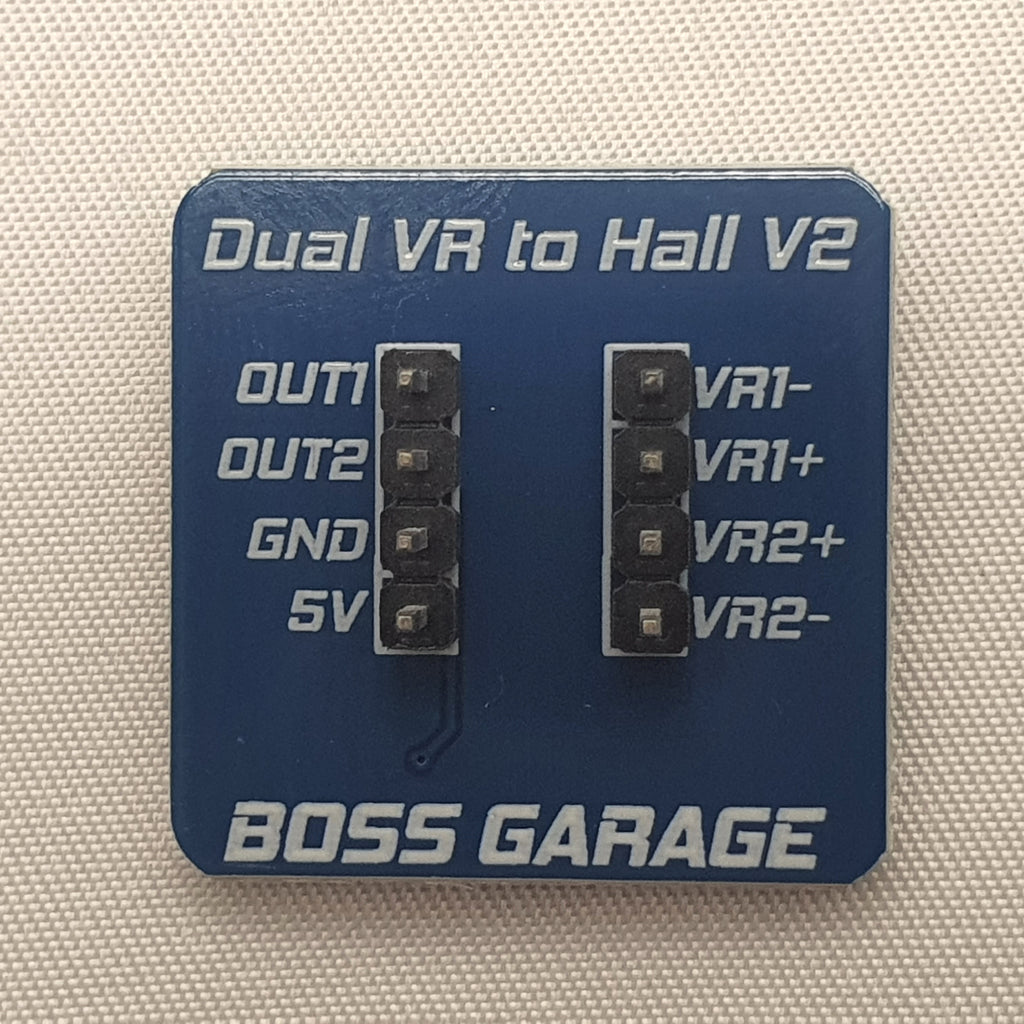 Dual VR to Hall V2
OUT1
OUT2
GND
5V
VR1-
VR1+
VR2+
VR2-
BOSS GARAGE